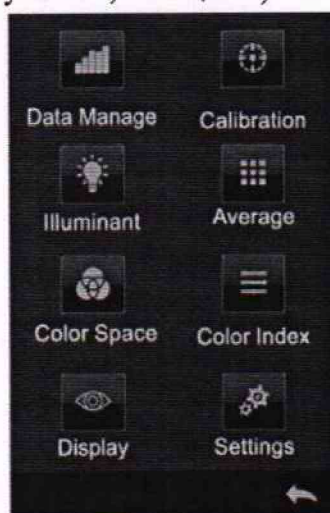 Data Manage
Calibration
Illuminant
Average
Color Space
Color Index
Display
Settings